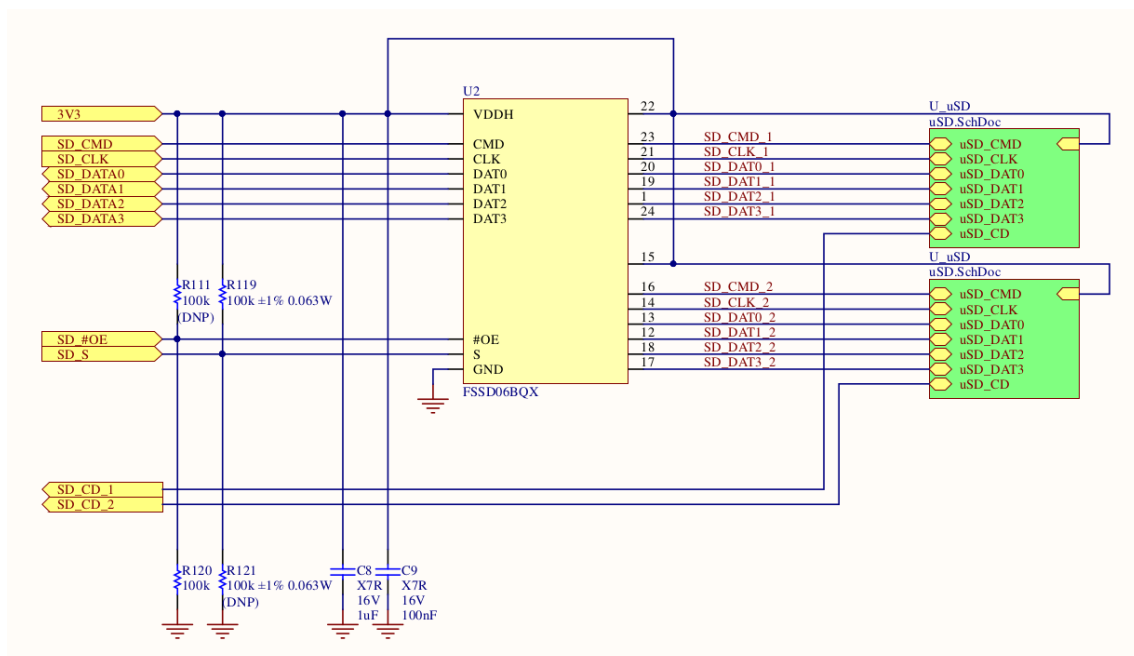 U2
3V3
VDDH
22
U_uSD
uSD.SchDoc
SD_CMD
CMD
23
SD_CMD_1
uSD_CMD
SD_CLK
CLK
21
SD_CLK_1
uSD_CLK
SD_DATA0
DAT0
20
SD_DAT0_1
uSD_DAT0
SD_DATA1
DAT1
19
SD_DAT1_1
uSD_DAT1
SD_DATA2
DAT2
1
SD_DAT2_1
uSD_DAT2
SD_DATA3
DAT3
24
SD_DAT3_1
uSD_DAT3
uSD_CD
15
U_uSD
uSD.SchDoc
R111
100k
(DNP)
R119
100k ±1% 0.063W
16
SD_CMD_2
uSD_CMD
14
SD_CLK_2
uSD_CLK
13
SD_DAT0_2
uSD_DAT0
12
SD_DAT1_2
uSD_DAT1
18
SD_DAT2_2
uSD_DAT2
17
SD_DAT3_2
uSD_DAT3
uSD_CD
SD_#OE
#OE
SD_S
S
GND
FSSD06BQX
SD_CD_1
SD_CD_2
R120
100k
R121
100k ±1% 0.063W
(DNP)
C8
X7R
16V
1uF
C9
X7R
16V
100nF